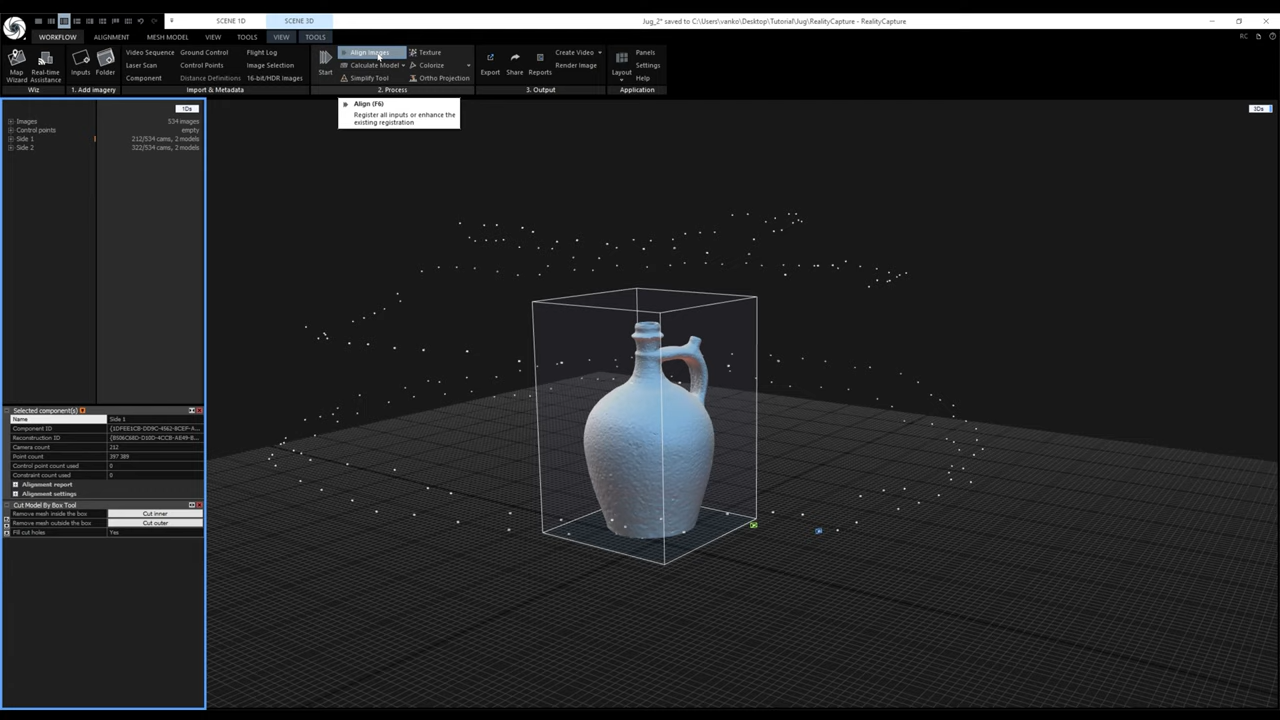 SCENE 1D
SCENE 3D
Jug_2* saved to C:\Users\vanko\Desktop\Tutorial\Jug\RealityCapture - RealityCapture
WORKFLOW
ALIGNMENT
MESH MODEL
VIEW
TOOLS
VIEW
TOOLS
RC
Map Wizard
Real-time Assistance
Wiz
Inputs
Folder
1. Add imagery
Video Sequence
Ground Control
Flight Log
Laser Scan
Control Points
Image Selection
Component
Distance Definitions
16-bit/HDR Images
Import & Metadata
Start
Align Images
Texture
Calculate Model
Colorize
Simplify Tool
Ortho Projection
2. Process
Export
Share
Reports
Create Video
Render Image
3. Output
Layout
Panels
Settings
Help
Application
Align (F6)
Register all inputs or enhance the
existing registration
1Ds
3Ds
Images 534 images
Control points empty
Side 1 212/534 cams, 2 models
Side 2 322/534 cams, 2 models
Selected component(s)
Name Side 1
Component ID
Reconstruction ID
Camera count 212
Point count 397 389
Control point count used 0
Constraint count used 0
Alignment report
Alignment settings
Cut Model By Box Tool
Remove mesh inside the box Cut inner
Remove mesh outside the box Cut outer
Fill cut holes Yes